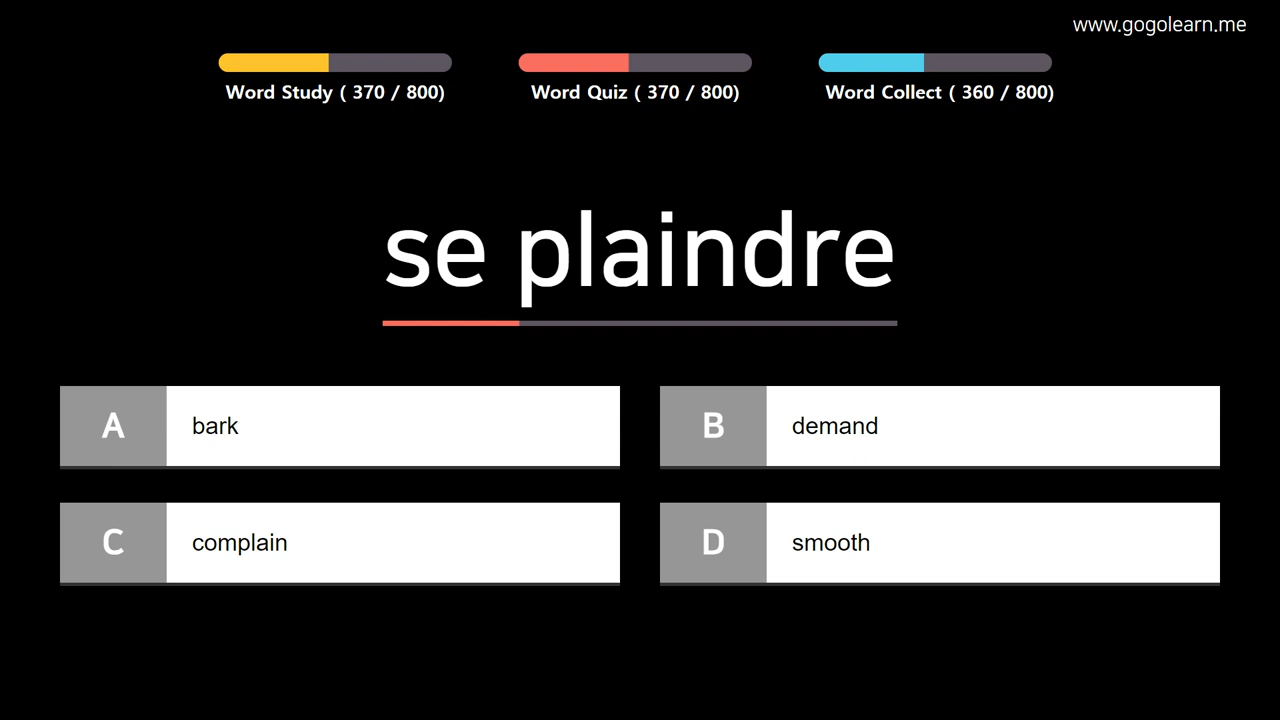 www.gogolearn.me
Word Study ( 370 / 800)
Word Quiz ( 370 / 800)
Word Collect ( 360 / 800)
se plaindre
A bark
B demand
C complain
D smooth